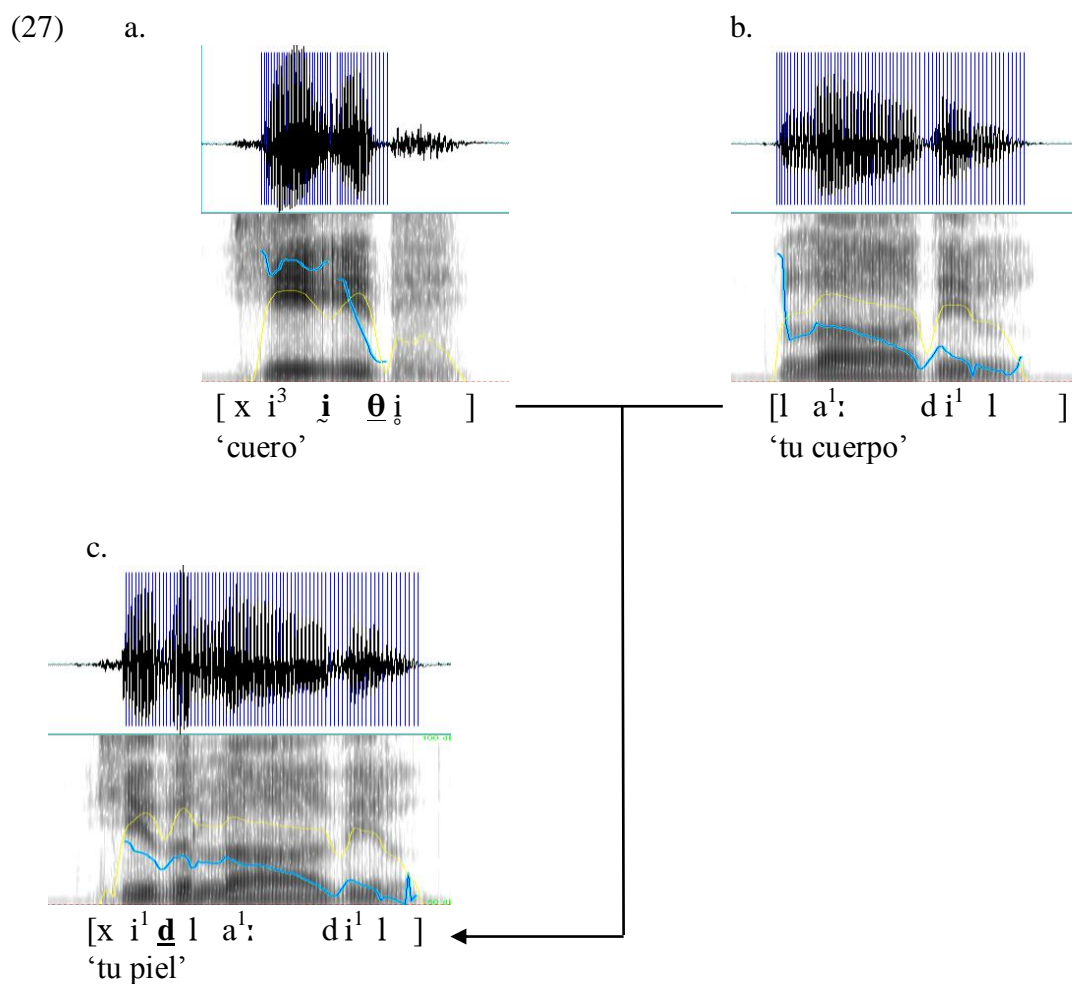 (27) a. b.
[ x i³ ḭ θ i̥ ]
‘cuero’
[l a¹ː d i¹ l ]
‘tu cuerpo’
c.
[x i¹ d l a¹ː d i¹ l ]
‘tu piel’